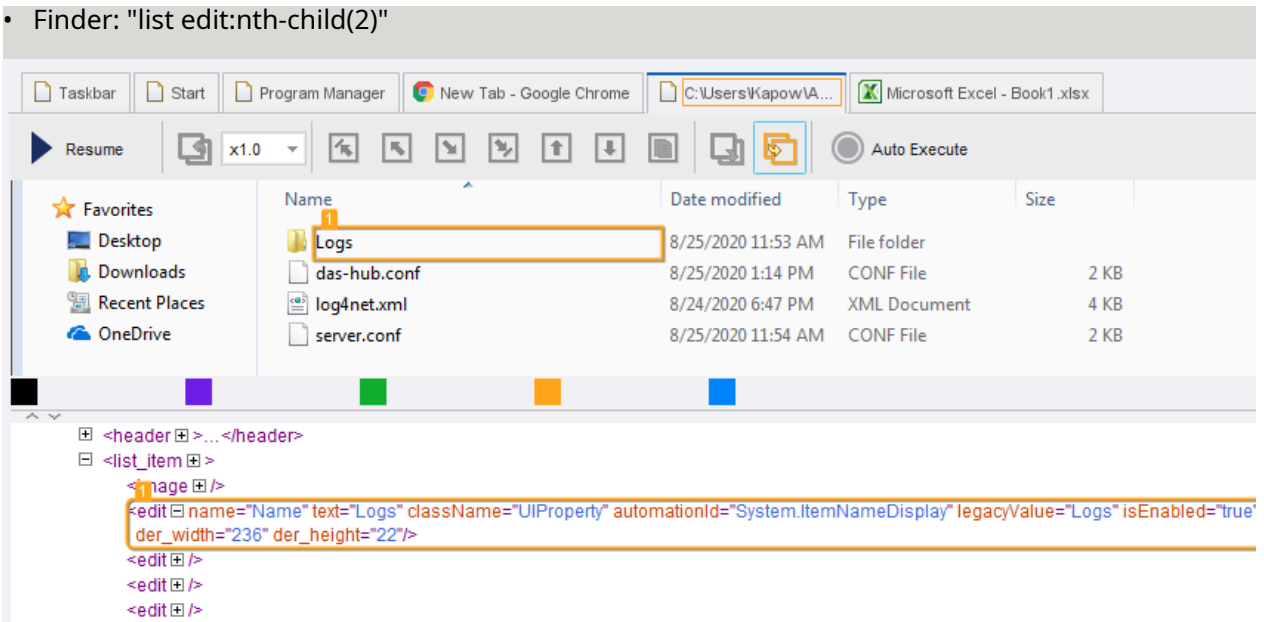 • Finder: "list edit:nth-child(2)"
Taskbar Start Program Manager New Tab - Google Chrome C:\Users\Kapow\A... Microsoft Excel - Book1.xlsx
Resume x1.0 Auto Execute
Favorites Name Date modified Type Size
1
Desktop Logs 8/25/2020 11:53 AM File folder
Downloads das-hub.conf 8/25/2020 1:14 PM CONF File 2 KB
Recent Places log4net.xml 8/24/2020 6:47 PM XML Document 4 KB
OneDrive server.conf 8/25/2020 11:54 AM CONF File 2 KB
<header>...</header>
<list_item>
<image/>
1
<edit name="Name" text="Logs" className="UIProperty" automationId="System.ItemNameDisplay" legacyValue="Logs" isEnabled="true"
der_width="236" der_height="22"/>
<edit/>
<edit/>
<edit/>